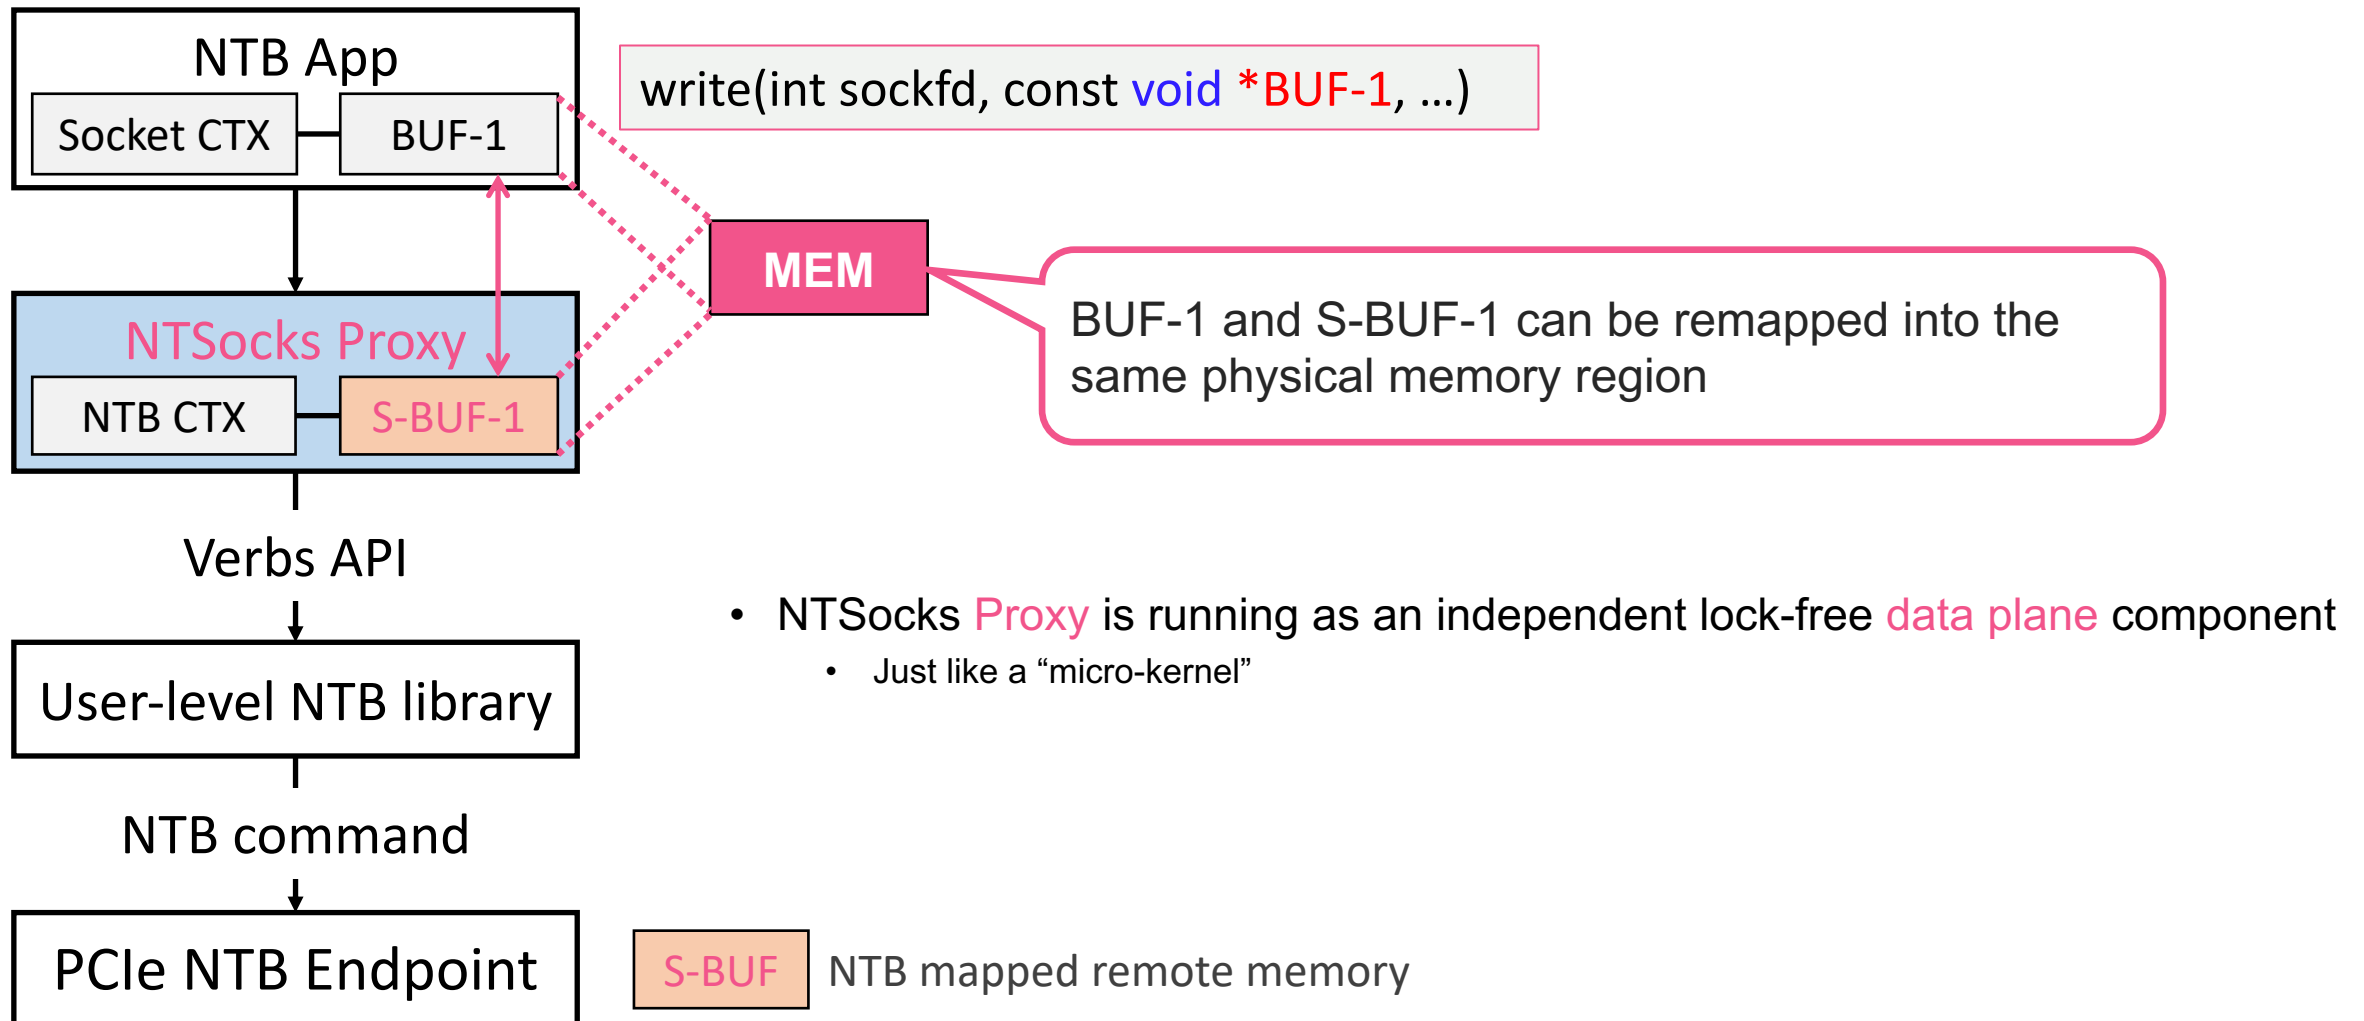 NTB App
Socket CTX
BUF-1
write(int sockfd, const void *BUF-1, …)
MEM
BUF-1 and S-BUF-1 can be remapped into the
same physical memory region
NTSocks Proxy
NTB CTX
S-BUF-1
Verbs API
• NTSocks Proxy is running as an independent lock-free data plane component
• Just like a “micro-kernel”
User-level NTB library
NTB command
PCIe NTB Endpoint
S-BUF
NTB mapped remote memory